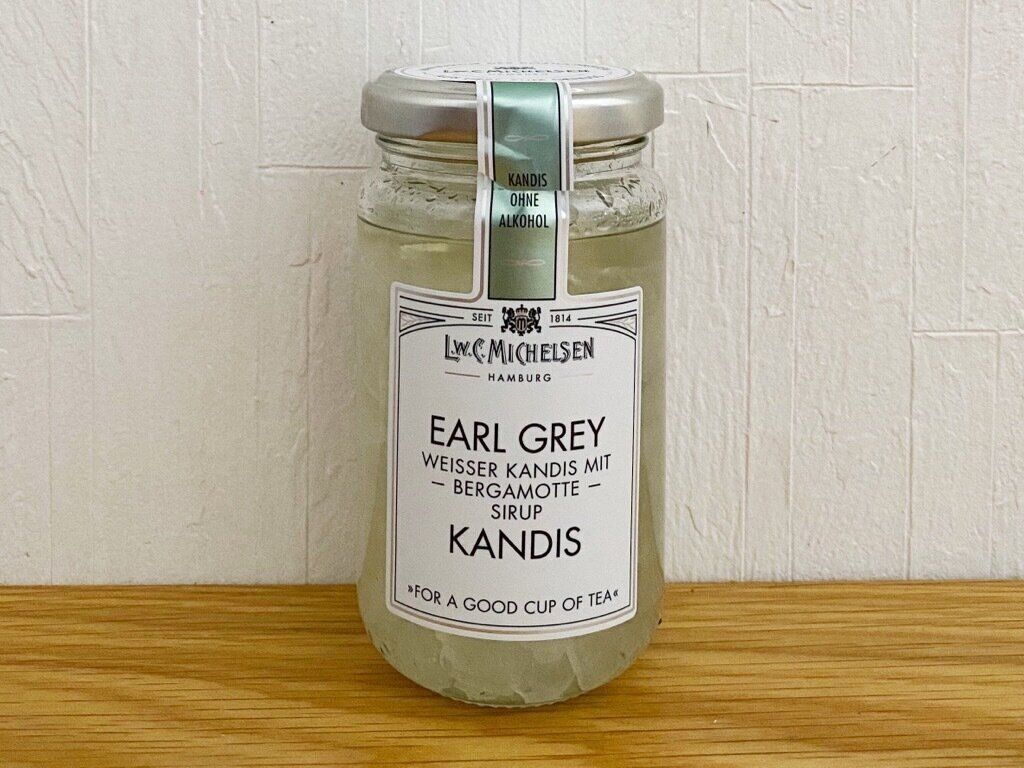 L.W.C. MICHELSEN
KANDIS
OHNE
ALKOHOL
SEIT 1814
L.W.C. MICHELSEN
HAMBURG
EARL GREY
WEISSER KANDIS MIT
– BERGAMOTTE –
SIRUP
KANDIS
»FOR A GOOD CUP OF TEA«